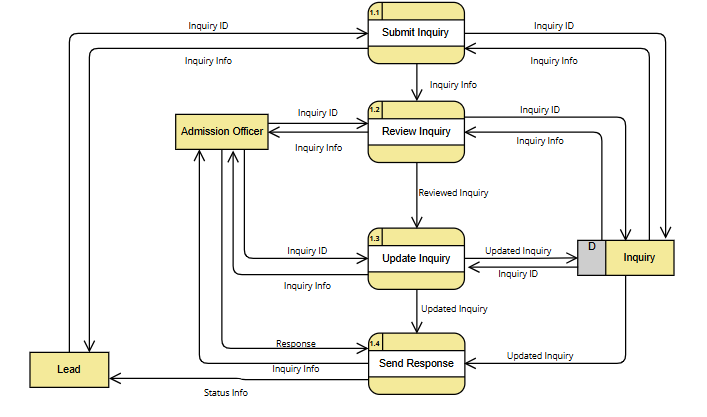 1.1
Inquiry ID
Submit Inquiry
Inquiry ID
Inquiry Info
Inquiry Info
Inquiry Info
1.2
Inquiry ID
Inquiry ID
Admission Officer
Review Inquiry
Inquiry Info
Inquiry Info
Reviewed Inquiry
1.3
D
Inquiry ID
Update Inquiry
Updated Inquiry
Inquiry
Inquiry ID
Inquiry Info
Updated Inquiry
1.4
Response
Send Response
Updated Inquiry
Lead
Inquiry Info
Status Info